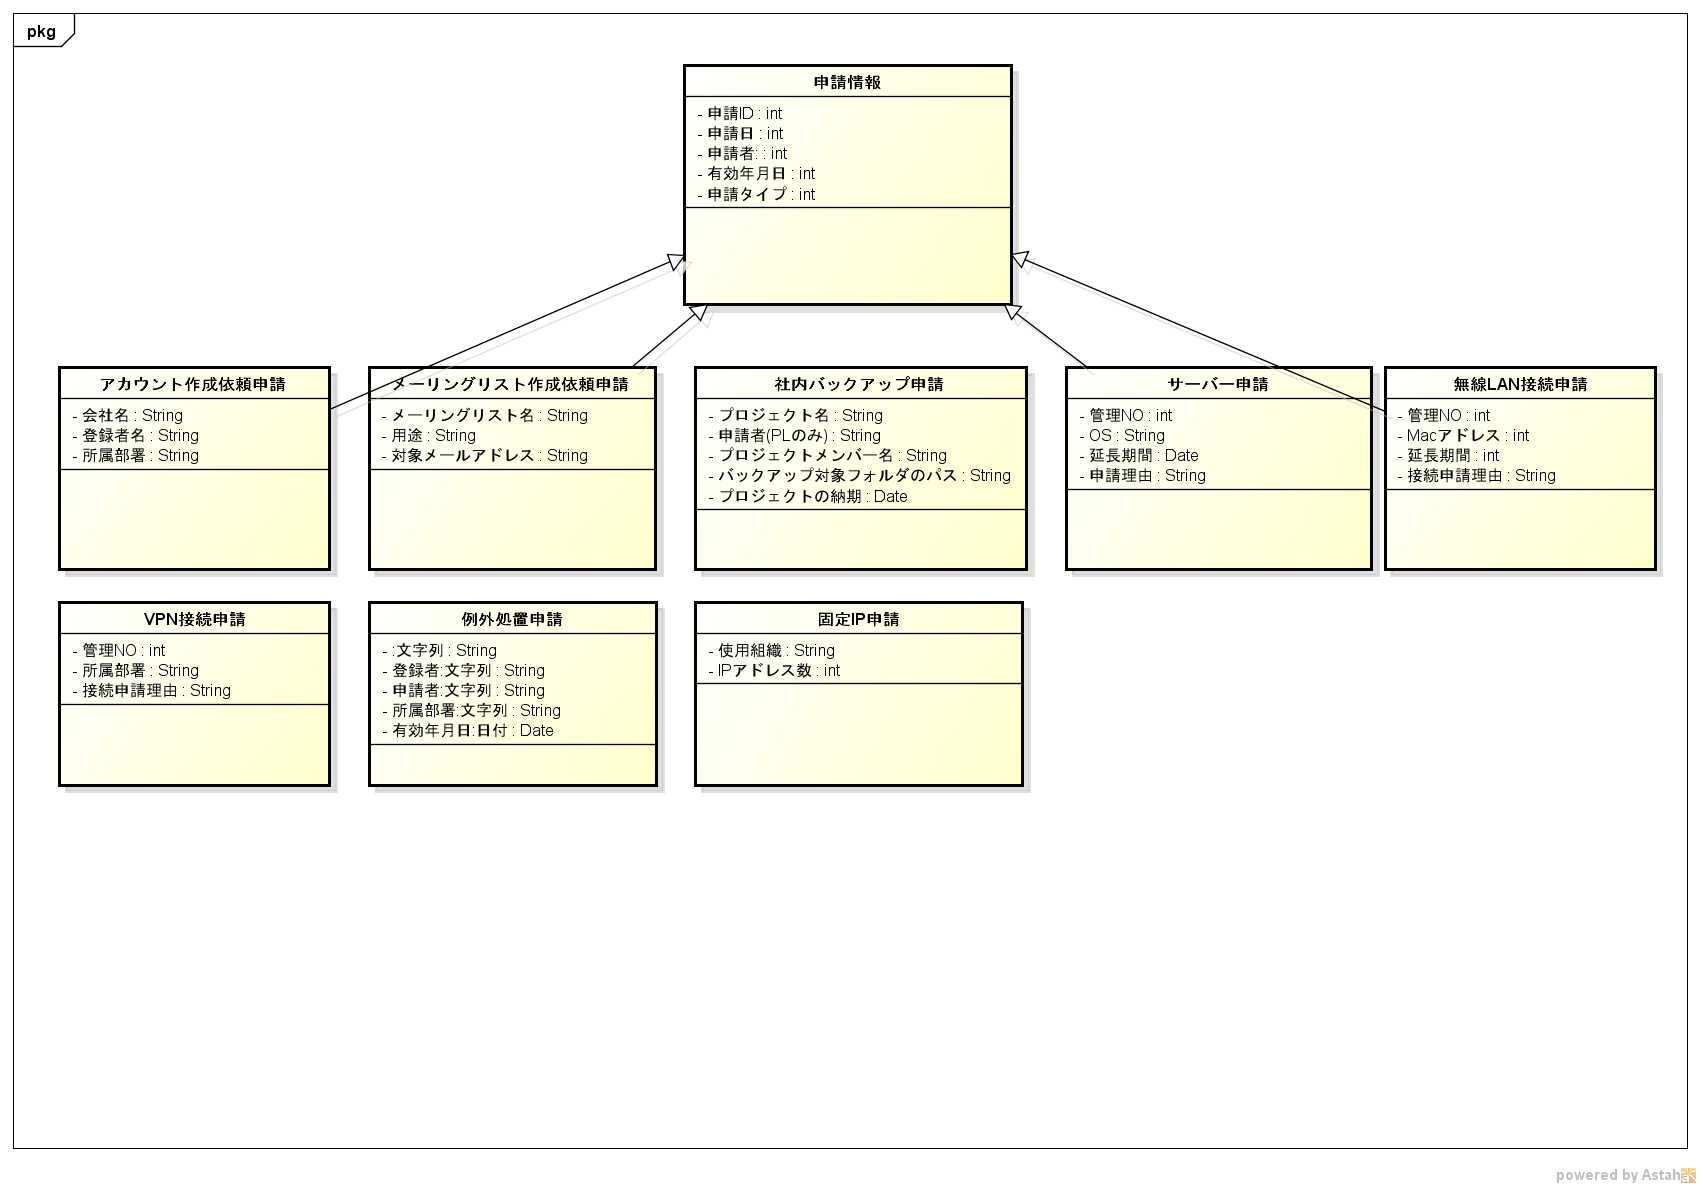 pkg
申請情報
- 申請ID : int
- 申請日 : int
- 申請者: : int
- 有効年月日 : int
- 申請タイプ : int
アカウント作成依頼申請
- 会社名 : String
- 登録者名 : String
- 所属部署 : String
メーリングリスト作成依頼申請
- メーリングリスト名 : String
- 用途 : String
- 対象メールアドレス : String
社内バックアップ申請
- プロジェクト名 : String
- 申請者(PLのみ) : String
- プロジェクトメンバー名 : String
- バックアップ対象フォルダのパス : String
- プロジェクトの納期 : Date
サーバー申請
- 管理NO : int
- OS : String
- 延長期間 : Date
- 申請理由 : String
無線LAN接続申請
- 管理NO : int
- Macアドレス : int
- 延長期間 : int
- 接続申請理由 : String
VPN接続申請
- 管理NO : int
- 所属部署 : String
- 接続申請理由 : String
例外処置申請
- :文字列 : String
- 登録者:文字列 : String
- 申請者:文字列 : String
- 所属部署:文字列 : String
- 有効年月日:日付 : Date
固定IP申請
- 使用組織 : String
- IPアドレス数 : int
powered by Astah